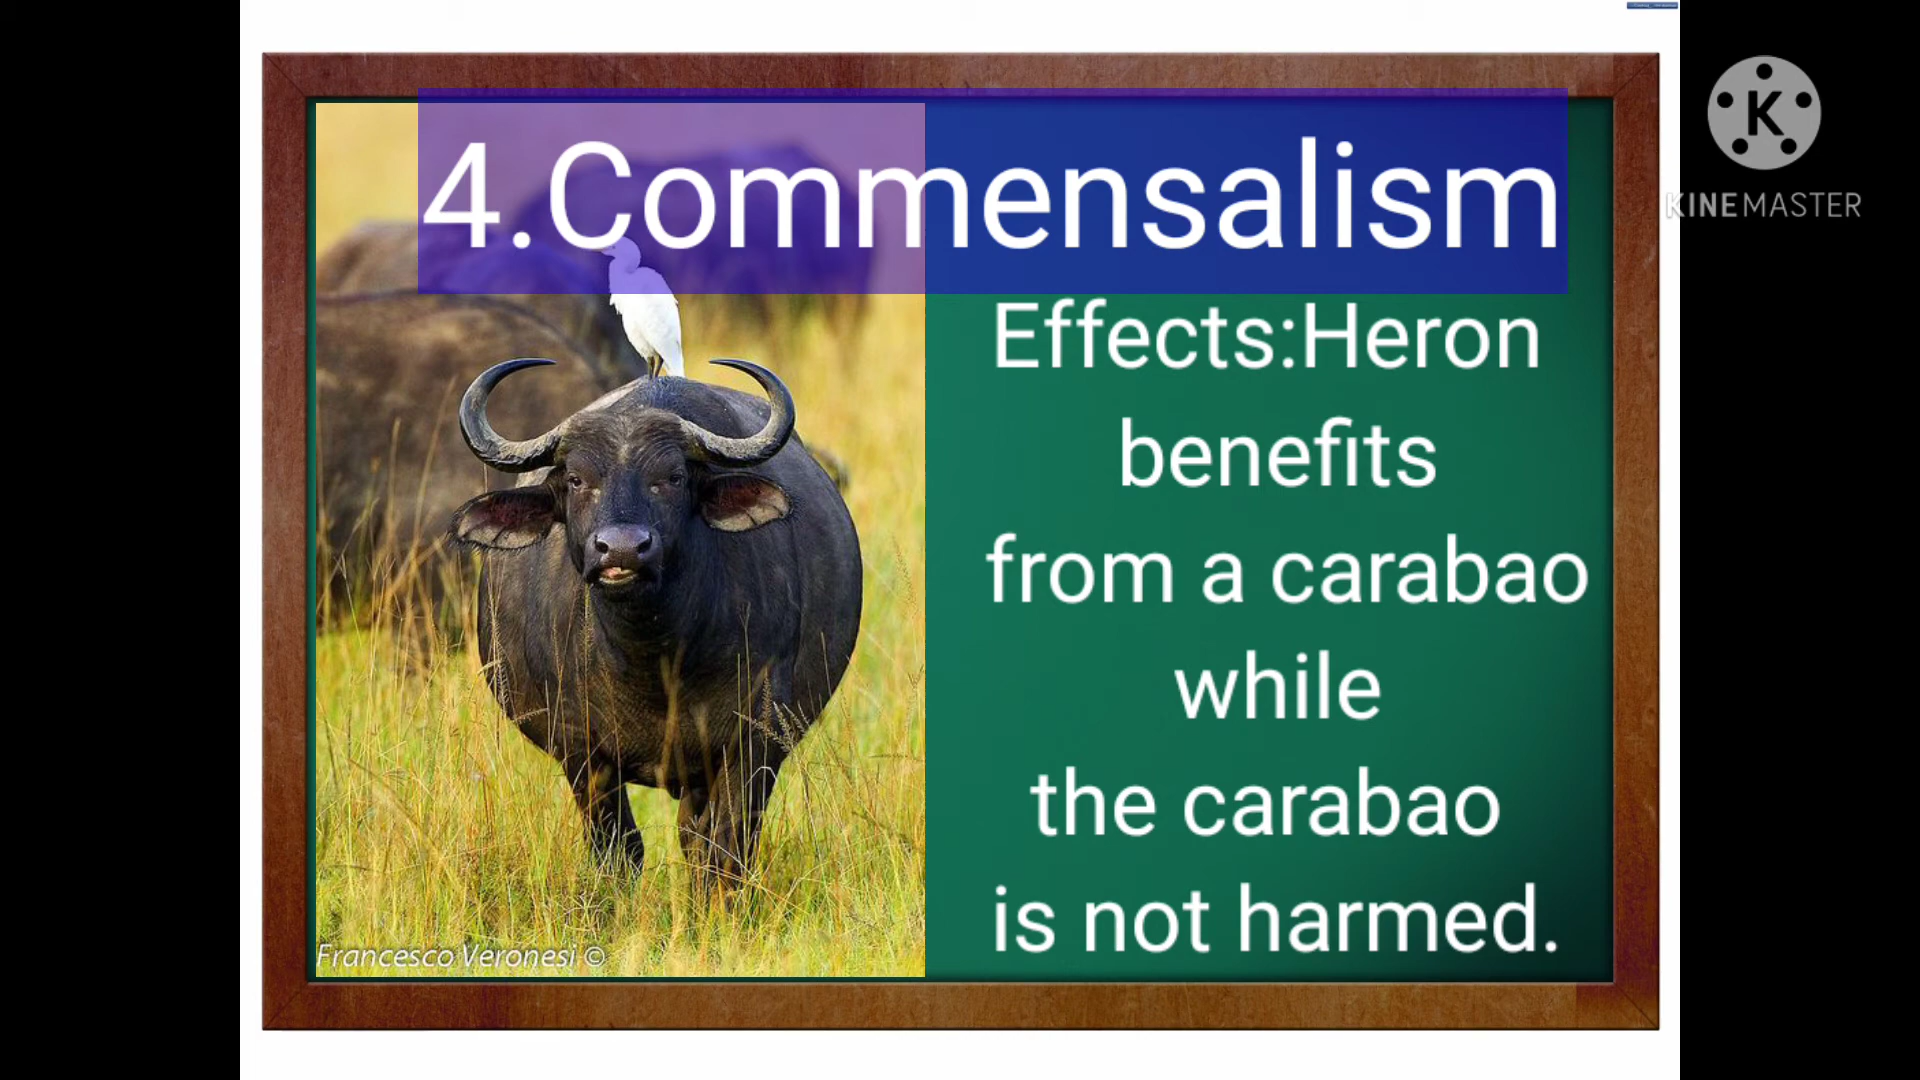 4.Commensalism
KINEMASTER
Effects:Heron
benefits
from a carabao
while
the carabao
is not harmed.
Francesco Veronesi ©